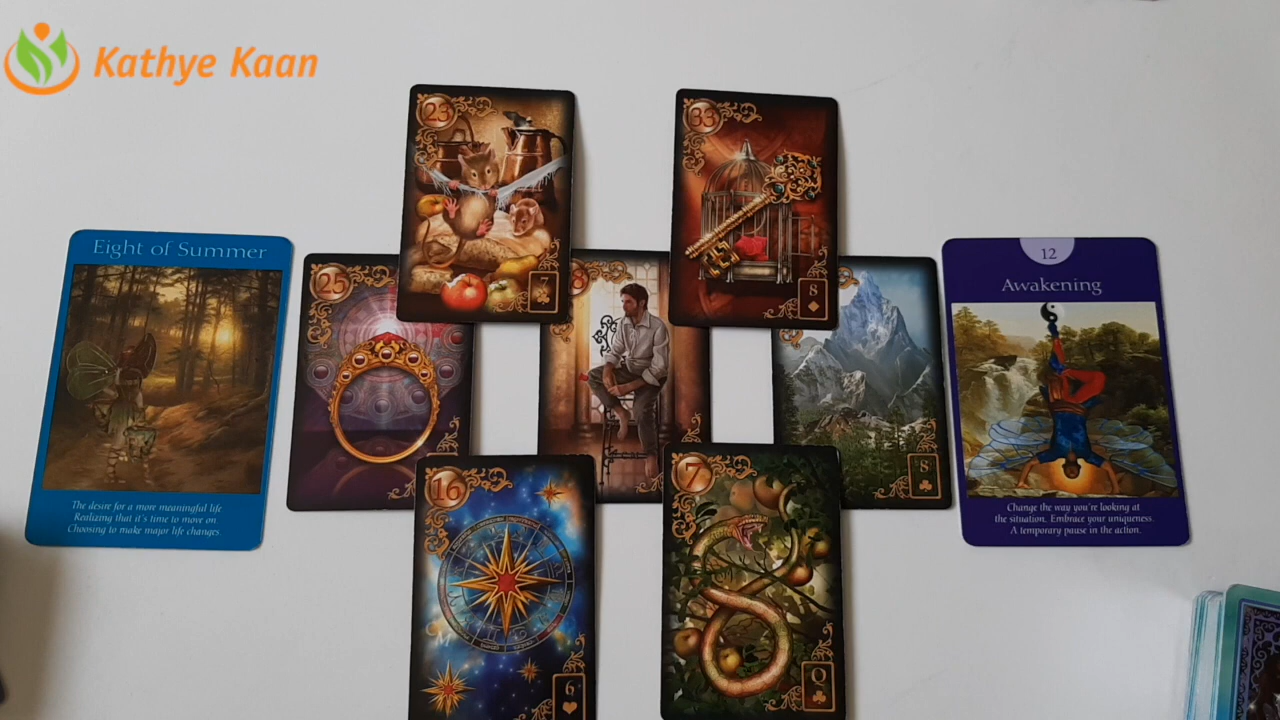 Kathye Kaan
23
7
33
8
Eight of Summer
The desire for a more meaningful life
Realizing that it's time to move on.
Choosing to make major life changes.
25
8
8
12
Awakening
Change the way you're looking at
the situation. Embrace your uniqueness.
A temporary pause in the action.
16
6
7
Q